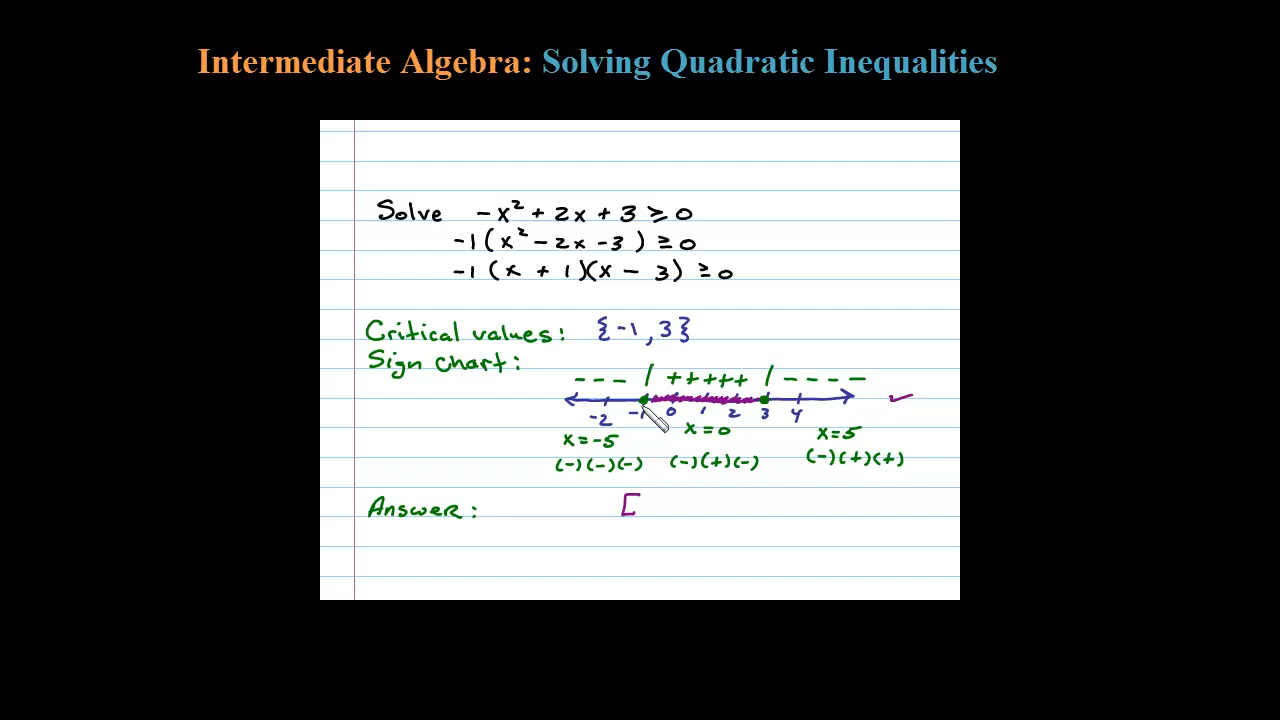 Intermediate Algebra: Solving Quadratic Inequalities
Solve -x² + 2x + 3 ≥ 0
-1(x² - 2x - 3) ≥ 0
-1(x + 1)(x - 3) ≥ 0
Critical values: {-1, 3}
Sign chart:
- - - / + + + + + / - - - -
-2 -1 0 1 2 3 4
x = -5 x = 0 x = 5
(-)(-)(-) (-)(+)(-) (-)(+)(+)
Answer: [